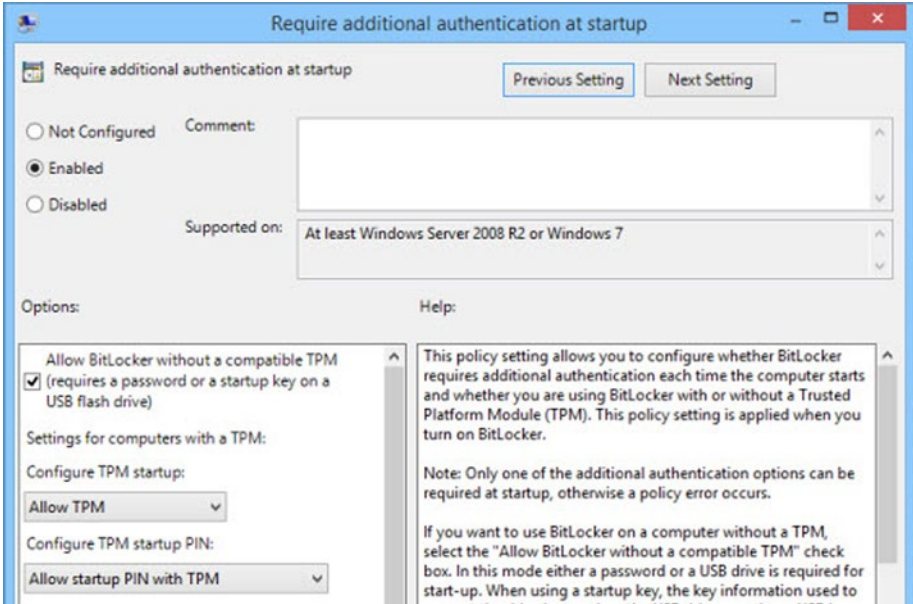 Require additional authentication at startup
Require additional authentication at startup
Previous Setting
Next Setting
Not Configured
Comment:
Enabled
Disabled
Supported on:
At least Windows Server 2008 R2 or Windows 7
Options:
Help:
Allow BitLocker without a compatible TPM
(requires a password or a startup key on a
USB flash drive)
Settings for computers with a TPM:
Configure TPM startup:
Allow TPM
Configure TPM startup PIN:
Allow startup PIN with TPM
This policy setting allows you to configure whether BitLocker
requires additional authentication each time the computer starts
and whether you are using BitLocker with or without a Trusted
Platform Module (TPM). This policy setting is applied when you
turn on BitLocker.
Note: Only one of the additional authentication options can be
required at startup, otherwise a policy error occurs.
If you want to use BitLocker on a computer without a TPM,
select the "Allow BitLocker without a compatible TPM" check
box. In this mode either a password or a USB drive is required for
start-up. When using a startup key, the key information used to